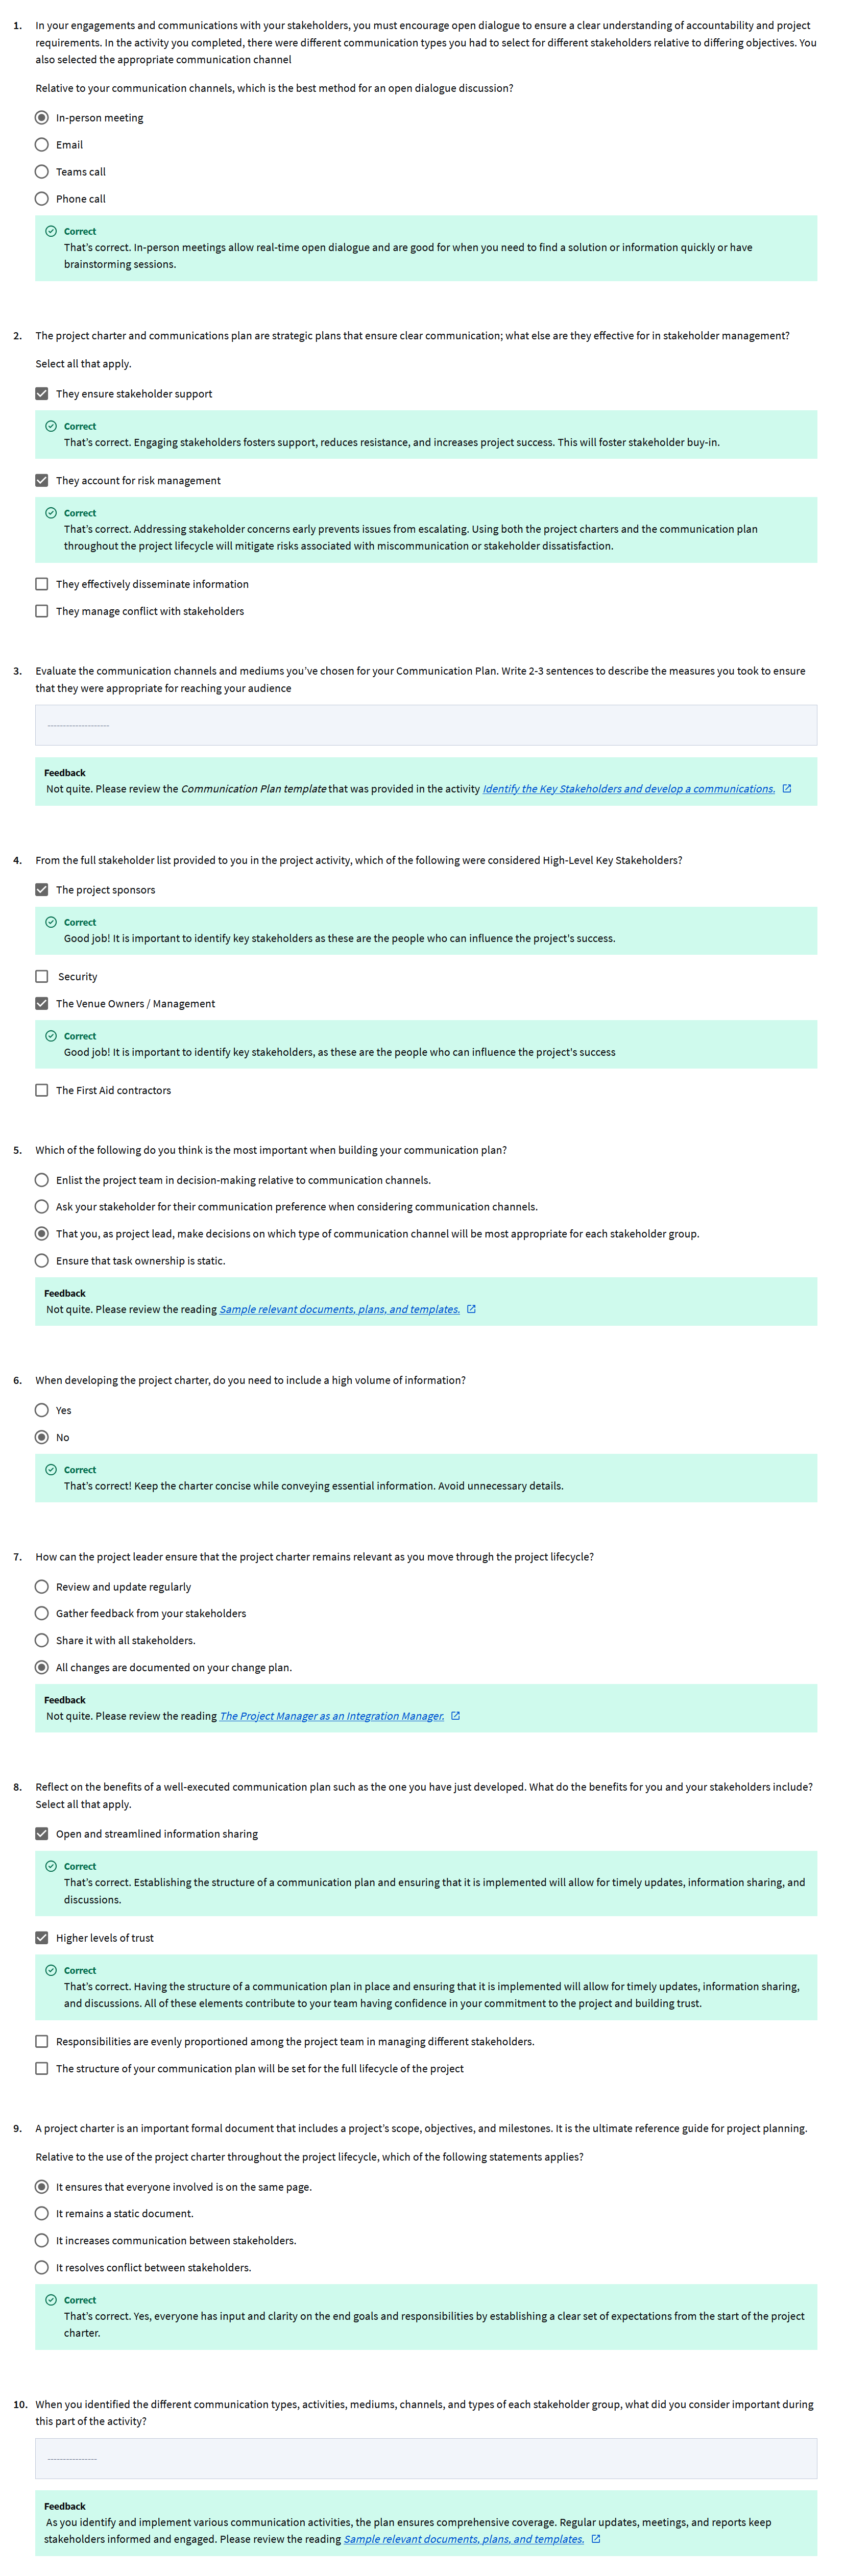 1. In your engagements and communications with your stakeholders, you must encourage open dialogue to ensure a clear understanding of accountability and project
requirements. In the activity you completed, there were different communication types you had to select for different stakeholders relative to differing objectives. You
also selected the appropriate communication channel
Relative to your communication channels, which is the best method for an open dialogue discussion?
In-person meeting
Email
Teams call
Phone call
Correct
That's correct. In-person meetings allow real-time open dialogue and are good for when you need to find a solution or information quickly or have
brainstorming sessions.
2. The project charter and communications plan are strategic plans that ensure clear communication; what else are they effective for in stakeholder management?
Select all that apply.
They ensure stakeholder support
Correct
That's correct. Engaging stakeholders fosters support, reduces resistance, and increases project success. This will foster stakeholder buy-in.
They account for risk management
Correct
That's correct. Addressing stakeholder concerns early prevents issues from escalating. Using both the project charters and the communication plan
throughout the project lifecycle will mitigate risks associated with miscommunication or stakeholder dissatisfaction.
They effectively disseminate information
They manage conflict with stakeholders
3. Evaluate the communication channels and mediums you've chosen for your Communication Plan. Write 2-3 sentences to describe the measures you took to ensure
that they were appropriate for reaching your audience
--------------------
Feedback
Not quite. Please review the Communication Plan template that was provided in the activity Identify the Key Stakeholders and develop a communications.
4. From the full stakeholder list provided to you in the project activity, which of the following were considered High-Level Key Stakeholders?
The project sponsors
Correct
Good job! It is important to identify key stakeholders as these are the people who can influence the project's success.
Security
The Venue Owners / Management
Correct
Good job! It is important to identify key stakeholders, as these are the people who can influence the project's success
The First Aid contractors
5. Which of the following do you think is the most important when building your communication plan?
Enlist the project team in decision-making relative to communication channels.
Ask your stakeholder for their communication preference when considering communication channels.
That you, as project lead, make decisions on which type of communication channel will be most appropriate for each stakeholder group.
Ensure that task ownership is static.
Feedback
Not quite. Please review the reading Sample relevant documents, plans, and templates.
6. When developing the project charter, do you need to include a high volume of information?
Yes
No
Correct
That's correct! Keep the charter concise while conveying essential information. Avoid unnecessary details.
7. How can the project leader ensure that the project charter remains relevant as you move through the project lifecycle?
Review and update regularly
Gather feedback from your stakeholders
Share it with all stakeholders.
All changes are documented on your change plan.
Feedback
Not quite. Please review the reading The Project Manager as an Integration Manager.
8. Reflect on the benefits of a well-executed communication plan such as the one you have just developed. What do the benefits for you and your stakeholders include?
Select all that apply.
Open and streamlined information sharing
Correct
That's correct. Establishing the structure of a communication plan and ensuring that it is implemented will allow for timely updates, information sharing, and
discussions.
Higher levels of trust
Correct
That's correct. Having the structure of a communication plan in place and ensuring that it is implemented will allow for timely updates, information sharing,
and discussions. All of these elements contribute to your team having confidence in your commitment to the project and building trust.
Responsibilities are evenly proportioned among the project team in managing different stakeholders.
The structure of your communication plan will be set for the full lifecycle of the project
9. A project charter is an important formal document that includes a project's scope, objectives, and milestones. It is the ultimate reference guide for project planning.
Relative to the use of the project charter throughout the project lifecycle, which of the following statements applies?
It ensures that everyone involved is on the same page.
It remains a static document.
It increases communication between stakeholders.
It resolves conflict between stakeholders.
Correct
That's correct. Yes, everyone has input and clarity on the end goals and responsibilities by establishing a clear set of expectations from the start of the project
charter.
10. When you identified the different communication types, activities, mediums, channels, and types of each stakeholder group, what did you consider important during
this part of the activity?
----------------
Feedback
As you identify and implement various communication activities, the plan ensures comprehensive coverage. Regular updates, meetings, and reports keep
stakeholders informed and engaged. Please review the reading Sample relevant documents, plans, and templates.